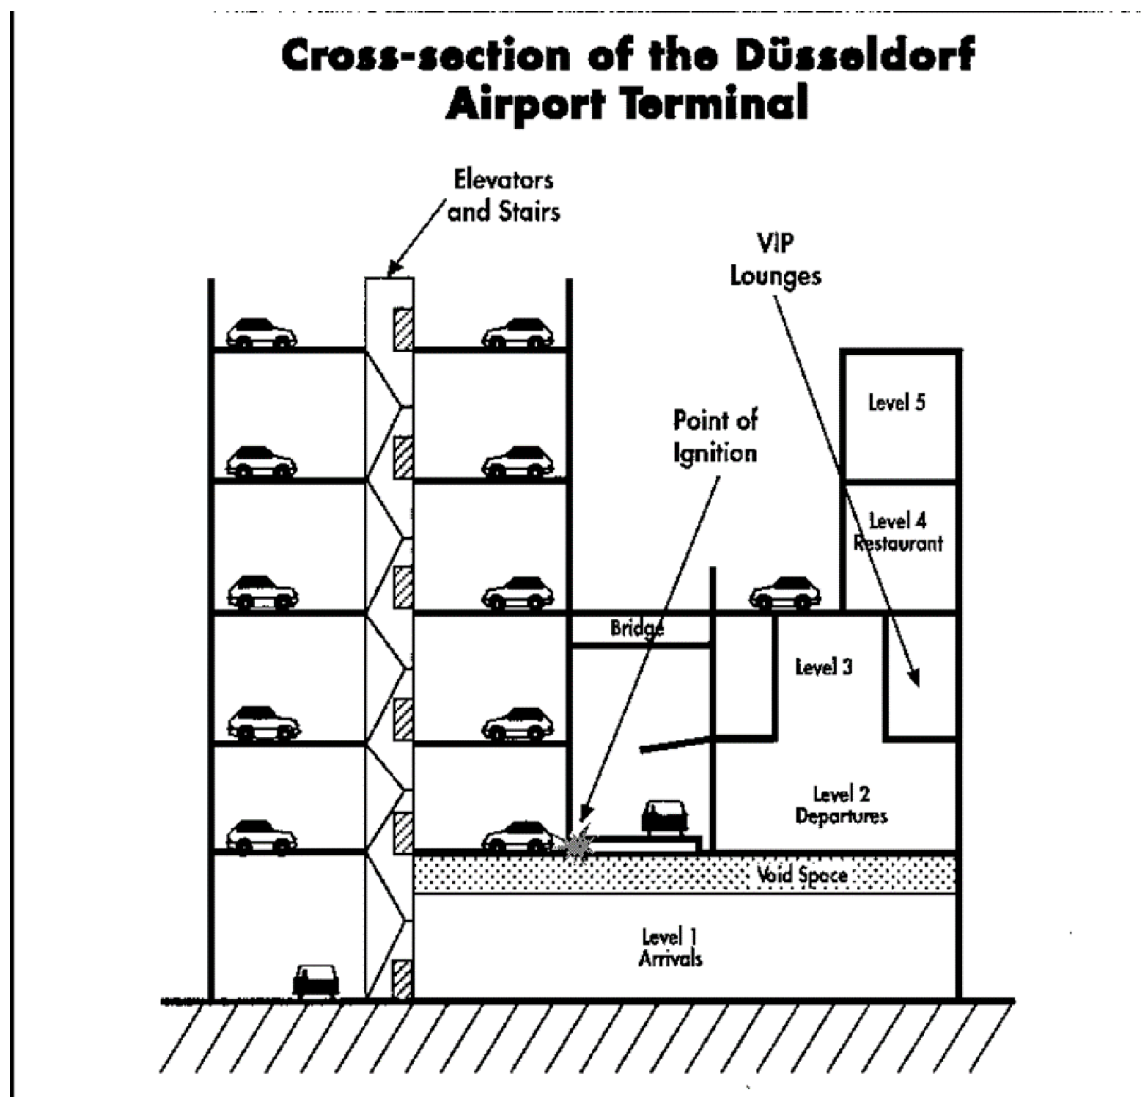 Cross-section of the Düsseldorf
Airport Terminal
Elevators
and Stairs
VIP
Lounges
Level 5
Point of
Ignition
Level 4
Restaurant
Bridge
Level 3
Level 2
Departures
Void Space
Level 1
Arrivals